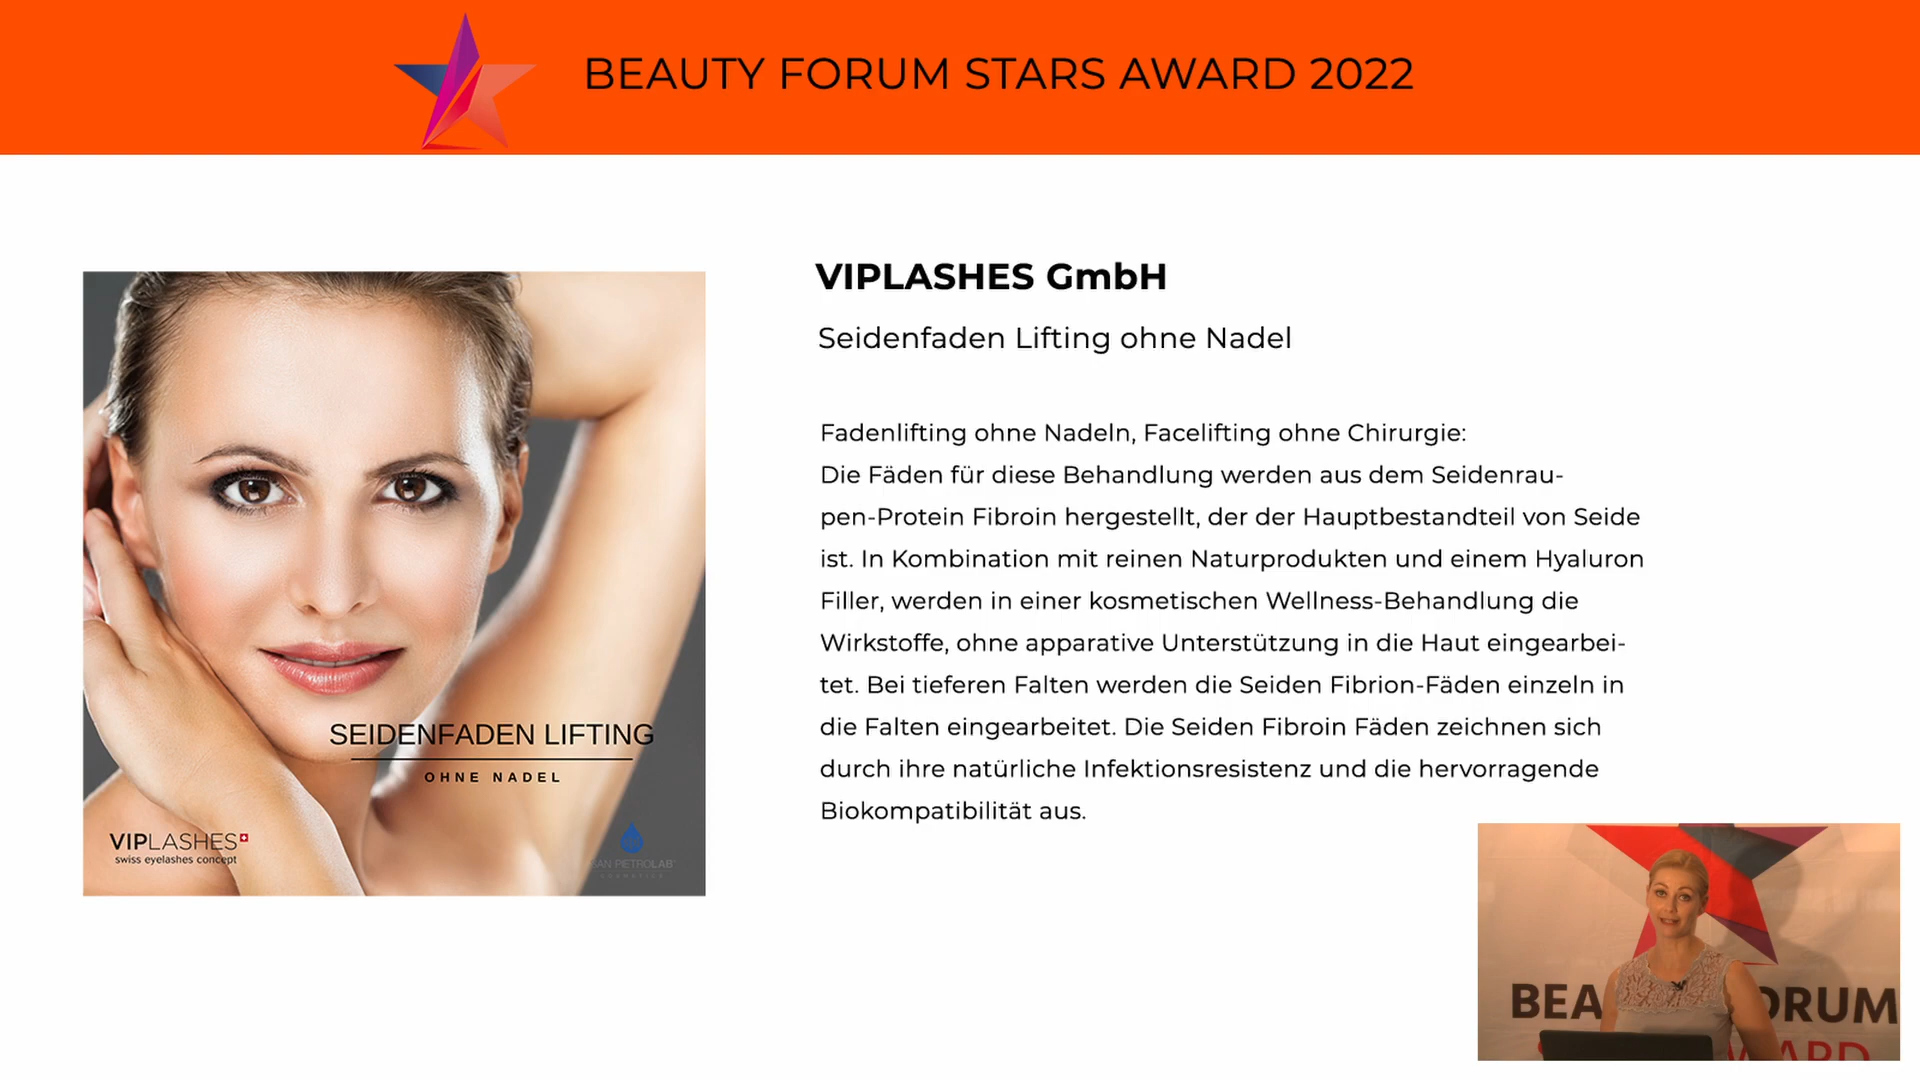 BEAUTY FORUM STARS AWARD 2022
VIPLASHES GmbH
Seidenfaden Lifting ohne Nadel
Fadenlifting ohne Nadeln, Facelifting ohne Chirurgie:
Die Fäden für diese Behandlung werden aus dem Seidenrau-
pen-Protein Fibroin hergestellt, der der Hauptbestandteil von Seide
ist. In Kombination mit reinen Naturprodukten und einem Hyaluron
Filler, werden in einer kosmetischen Wellness-Behandlung die
Wirkstoffe, ohne apparative Unterstützung in die Haut eingearbei-
tet. Bei tieferen Falten werden die Seiden Fibrion-Fäden einzeln in
die Falten eingearbeitet. Die Seiden Fibroin Fäden zeichnen sich
durch ihre natürliche Infektionsresistenz und die hervorragende
Biokompatibilität aus.
SEIDENFADEN LIFTING
OHNE NADEL
VIPLASHES
swiss eyelashes concept
PIETROLAB
BEA ORUM
WARD